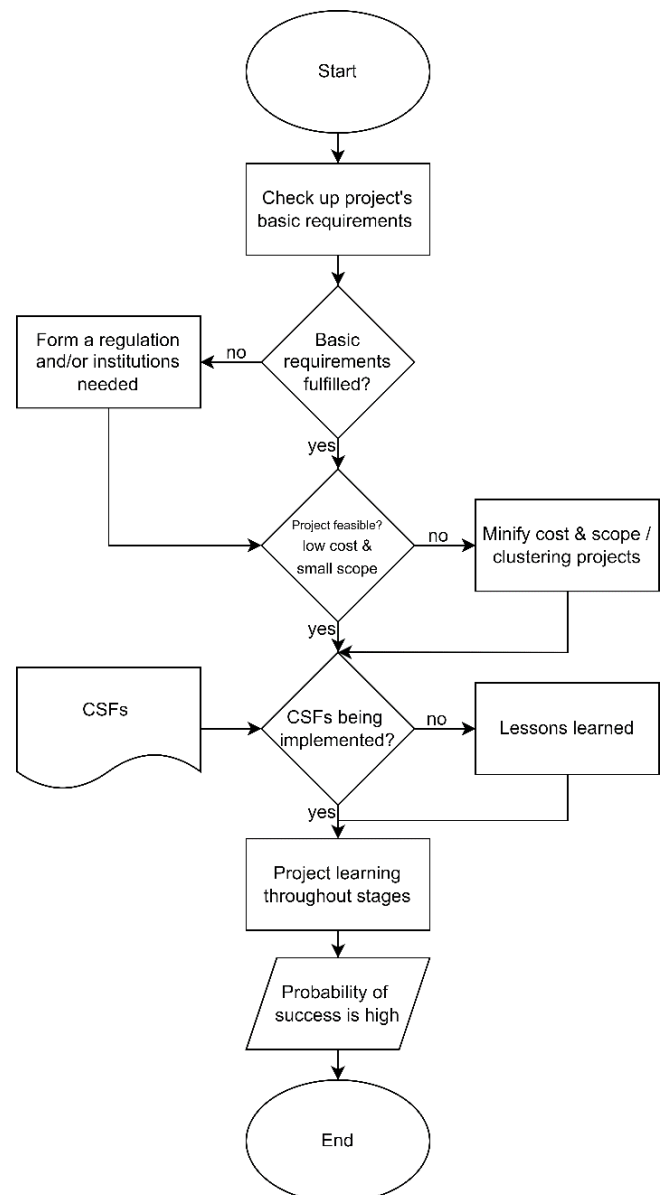 Start
Check up project's
basic requirements
Basic
requirements
fulfilled?
no
Form a regulation
and/or institutions
needed
yes
Project feasible?
low cost &
small scope
no
Minify cost & scope /
clustering projects
yes
CSFs
CSFs being
implemented?
no
Lessons learned
yes
Project learning
throughout stages
Probability of
success is high
End